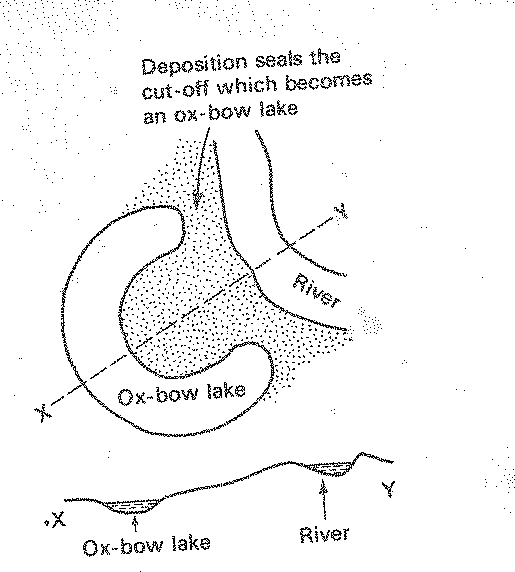 Deposition seals the
cut-off which becomes
an ox-bow lake
Y
River
Ox-bow lake
X
X
Y
Ox-bow lake
River